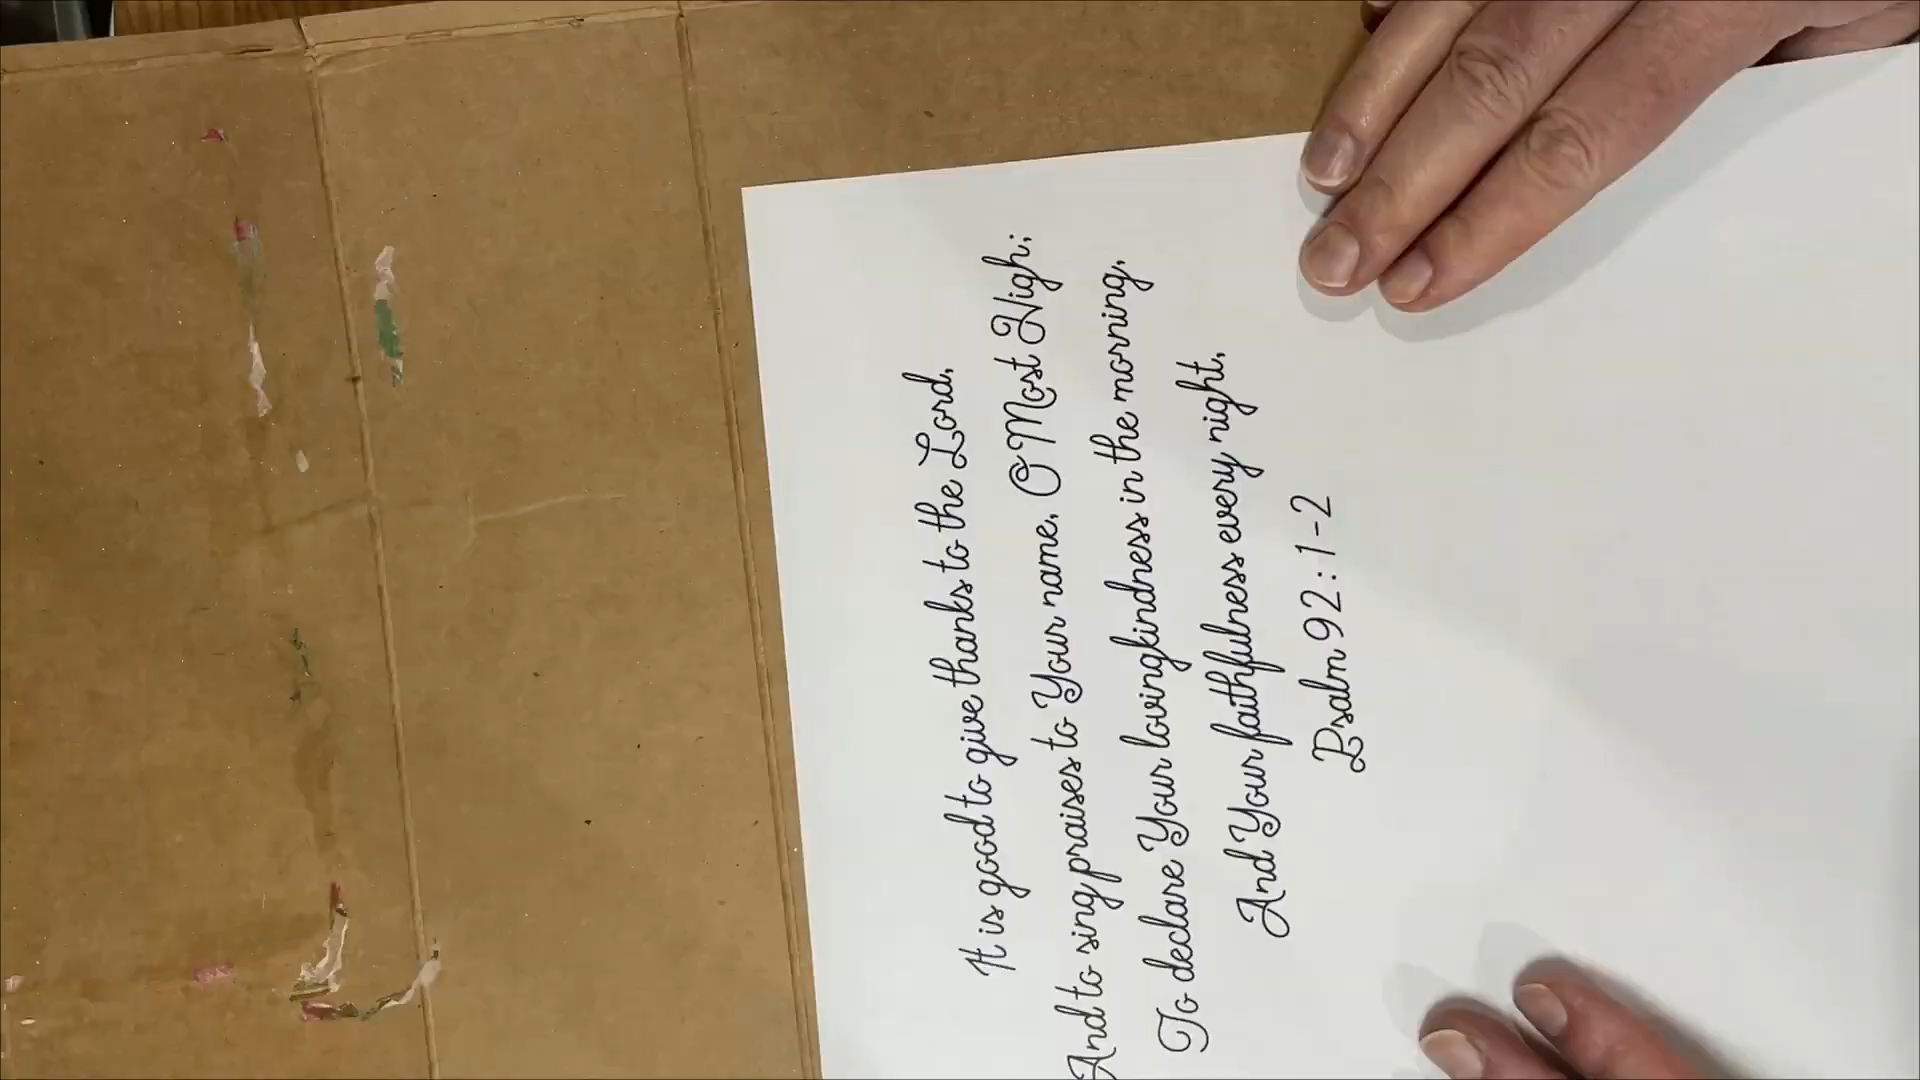 It is good to give thanks to the Lord,
And to sing praises to Your name, O Most High;
To declare Your lovingkindness in the morning,
And Your faithfulness every night,
Psalm 92:1-2